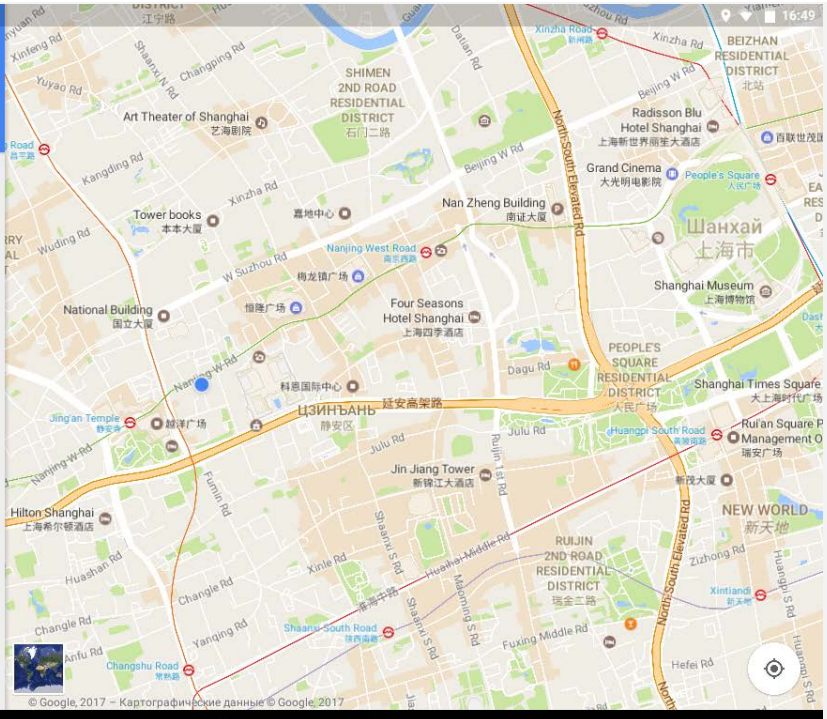 DISTRICT
江宁路
16:49
Xinfeng Rd
Shaanxi N Rd
Changping Rd
Datian Rd
Xinzha Road
新闸路
Xinzha Rd
BEIZHAN
RESIDENTIAL
DISTRICT
北站
Yuyao Rd
SHIMEN
2ND ROAD
RESIDENTIAL
DISTRICT
石门二路
Beijing W Rd
Art Theater of Shanghai
艺海剧院
Radisson Blu
Hotel Shanghai
上海新世界丽笙大酒店
North-South Elevated Rd
Road
昌平路
Kangding Rd
Beijing W Rd
Grand Cinema
大光明电影院
People's Square
人民广场
Xinzha Rd
Tower books
本本大厦
嘉地中心
Nan Zheng Building
南证大厦
Шанхай
上海市
Wuding Rd
Nanjing West Road
南京西路
W Suzhou Rd
梅龙镇广场
Shanghai Museum
上海博物馆
National Building
国立大厦
恒隆广场
Four Seasons
Hotel Shanghai
上海四季酒店
PEOPLE'S
SQUARE
RESIDENTIAL
DISTRICT
人民广场
Dagu Rd
Nanjing W Rd
科恩国际中心
Shanghai Times Square
大上海时代广场
ЦЗИНЪАНЬ
静安区
延安高架路
Jing'an Temple
静安寺
越洋广场
Julu Rd
Julu Rd
Huangpi South Road
黄陂南路
Rui'an Square
Management
瑞安广场
Nanjing W Rd
Fumin Rd
Ruijin 1st Rd
Jin Jiang Tower
新锦江大酒店
新茂大厦
Hilton Shanghai
上海希尔顿酒店
NEW WORLD
新天地
Shaanxi S Rd
Huaihai Middle Rd
RUIJIN
2ND ROAD
RESIDENTIAL
DISTRICT
瑞金二路
North-South Elevated Rd
Zizhong Rd
Huangpi S Rd
Huashan Rd
Xinle Rd
Changle Rd
淮海中路
Maoming S Rd
Xintiandi
新天地
Changle Rd
Yanqing Rd
Shaanxi South Road
陕西南路
Shaanxi S Rd
Fuxing Middle Rd
Anfu Rd
Changshu Road
常熟路
Hefei Rd
Huangpi S Rd
© Google, 2017 – Картографические данные © Google, 2017